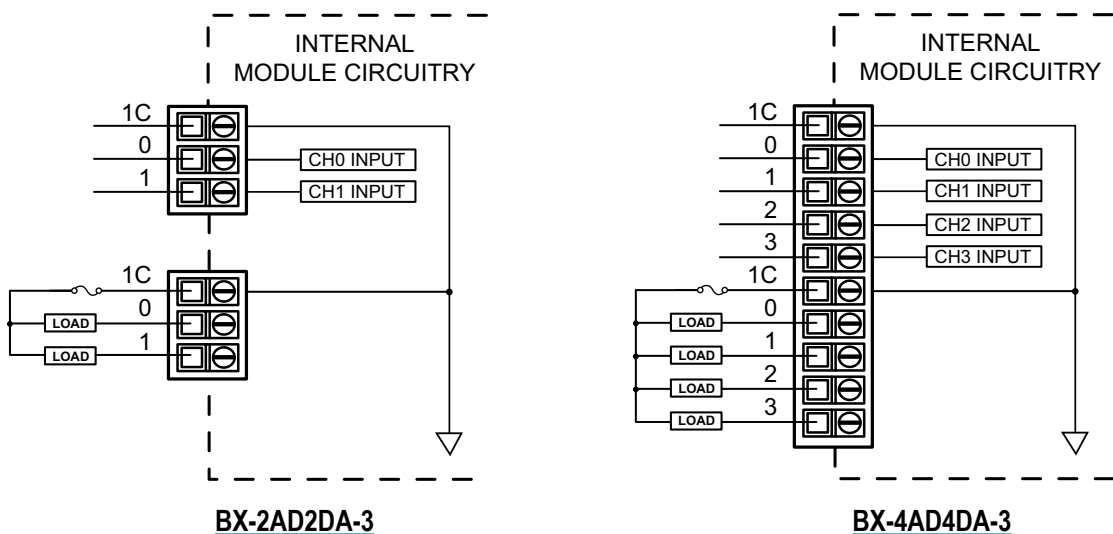 INTERNAL
MODULE CIRCUITRY
1C
0
CH0 INPUT
1
CH1 INPUT
1C
0
LOAD
1
LOAD
BX-2AD2DA-3
INTERNAL
MODULE CIRCUITRY
1C
0
CH0 INPUT
1
CH1 INPUT
2
CH2 INPUT
3
CH3 INPUT
1C
0
LOAD
1
LOAD
2
LOAD
3
LOAD
BX-4AD4DA-3